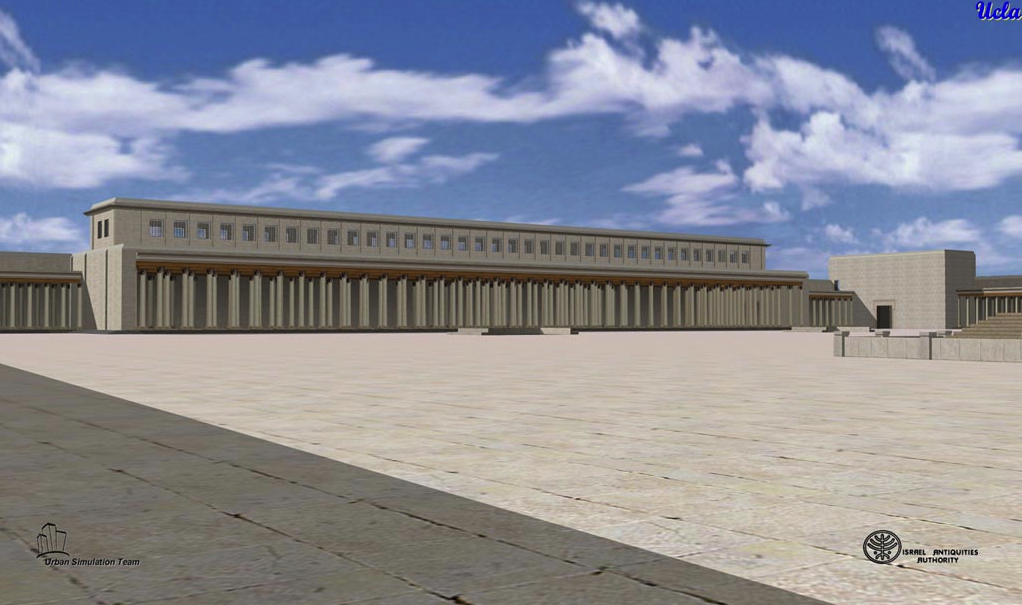 Ucla
Urban Simulation Team
ISRAEL ANTIQUITIES
AUTHORITY